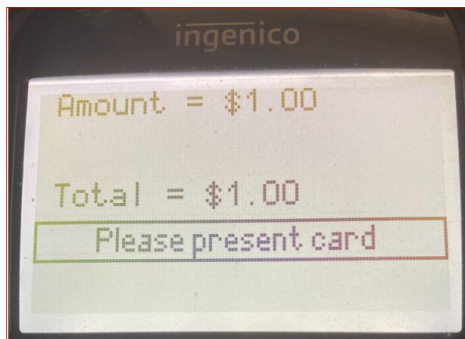 ingenico
Amount = $1.00
Total = $1.00
Please present card